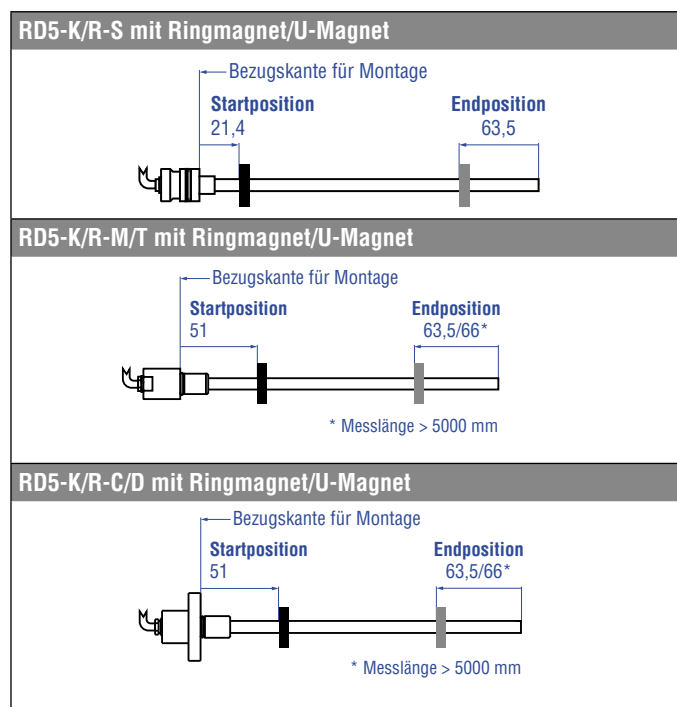 RD5-K/R-S mit Ringmagnet/U-Magnet
Bezugskante für Montage
Startposition
21,4
Endposition
63,5
RD5-K/R-M/T mit Ringmagnet/U-Magnet
Bezugskante für Montage
Startposition
51
Endposition
63,5/66*
* Messlänge > 5000 mm
RD5-K/R-C/D mit Ringmagnet/U-Magnet
Bezugskante für Montage
Startposition
51
Endposition
63,5/66*
* Messlänge > 5000 mm